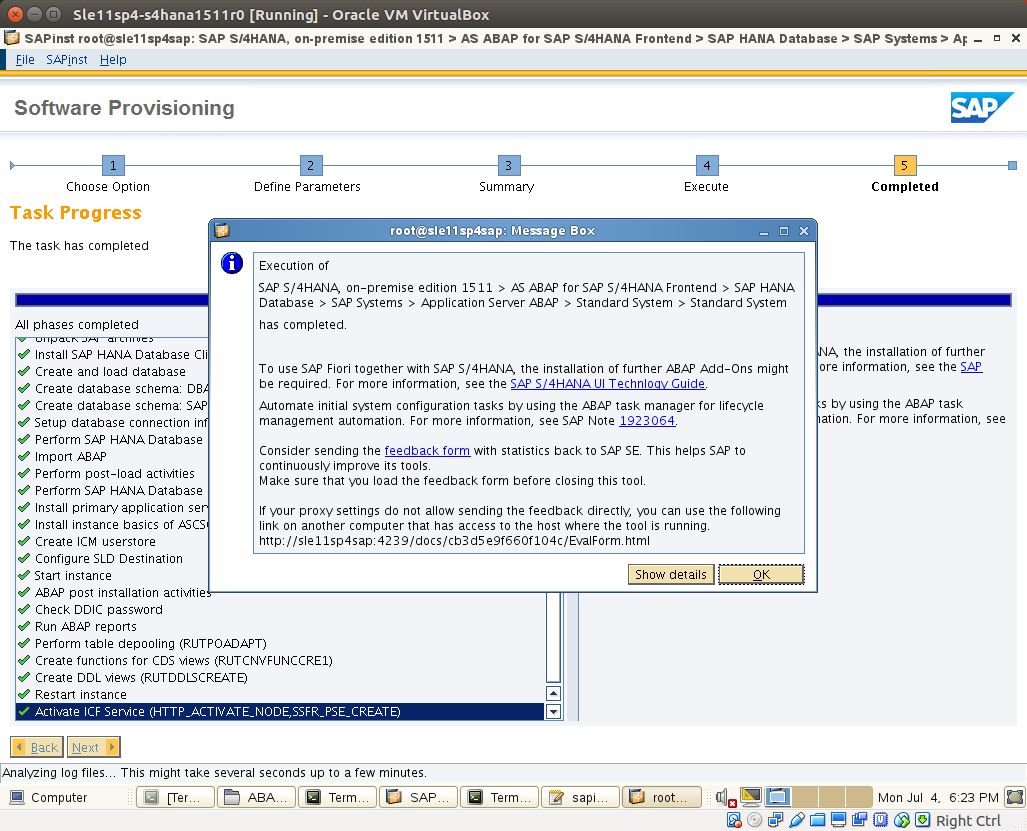 Sle11sp4-s4hana1511r0 [Running] - Oracle VM VirtualBox
SAPinst root@sle11sp4sap: SAP S/4HANA, on-premise edition 1511 > AS ABAP for SAP S/4HANA Frontend > SAP HANA Database > SAP Systems > Ap
File SAPinst Help
Software Provisioning
SAP
1 2 3 4 5
Choose Option Define Parameters Summary Execute Completed
Task Progress
The task has completed
root@sle11sp4sap: Message Box
Execution of
SAP S/4HANA, on-premise edition 1511 > AS ABAP for SAP S/4HANA Frontend > SAP HANA
Database > SAP Systems > Application Server ABAP > Standard System > Standard System
has completed.
To use SAP Fiori together with SAP S/4HANA, the installation of further ABAP Add-Ons might
be required. For more information, see the SAP S/4HANA UI Technlogy Guide.
Automate initial system configuration tasks by using the ABAP task manager for lifecycle
management automation. For more information, see SAP Note 1923064.
Consider sending the feedback form with statistics back to SAP SE. This helps SAP to
continuously improve its tools.
Make sure that you load the feedback form before closing this tool.
If your proxy settings do not allow sending the feedback directly, you can use the following
link on another computer that has access to the host where the tool is running.
http://sle11sp4sap:4239/docs/cb3d5e9f660f104c/EvalForm.html
Show details OK
All phases completed
Unpack SAP archives
Install SAP HANA Database Cli
Create and load database
Create database schema: DBA
Create database schema: SAP
Setup database connection inf
Perform SAP HANA Database
Import ABAP
Perform post-load activities
Perform SAP HANA Database
Install primary application ser
Install instance basics of ASCS
Create ICM userstore
Configure SLD Destination
Start instance
ABAP post installation activities
Check DDIC password
Run ABAP reports
Perform table depooling (RUTPOADAPT)
Create functions for CDS views (RUTCNVFUNCCRE1)
Create DDL views (RUTDDLSCREATE)
Restart instance
Activate ICF Service (HTTP_ACTIVATE_NODE,SSFR_PSE_CREATE)
NA, the installation of further
ore information, see the SAP
s by using the ABAP task
ation. For more information, see
Back Next
Analyzing log files... This might take several seconds up to a few minutes.
Computer [Ter... ABA... Term... SAP... Term... sapi... root... Mon Jul 4, 6:23 PM
Right Ctrl